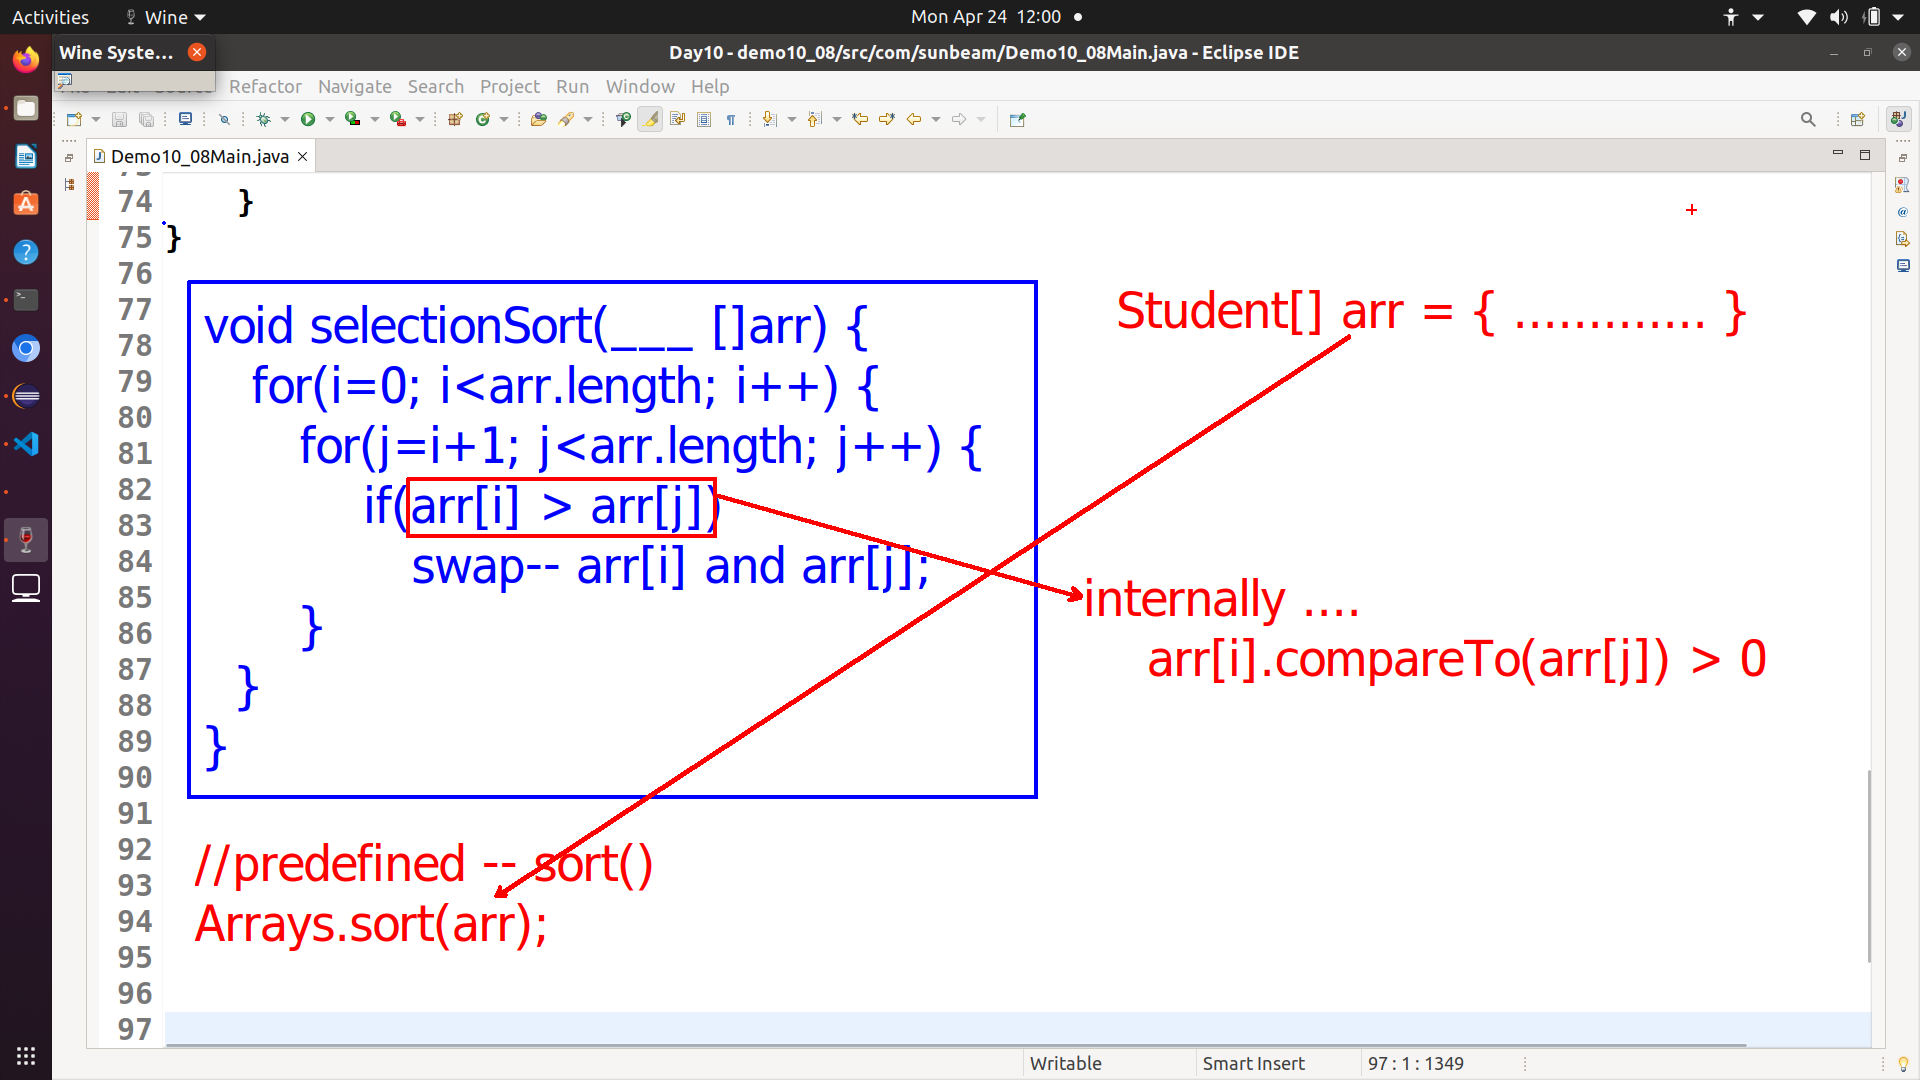 Activities
Wine
Mon Apr 24 12:00
Wine Syste...
Day10 - demo10_08/src/com/sunbeam/Demo10_08Main.java - Eclipse IDE
Refactor Navigate Search Project Run Window Help
Demo10_08Main.java
74 }
75 }
76
77 void selectionSort(___ []arr) {
78
79 for(i=0; i<arr.length; i++) {
80
81 for(j=i+1; j<arr.length; j++) {
82 if(arr[i] > arr[j])
83
84 swap-- arr[i] and arr[j];
85
86 }
87
88 }
89 }
90
91
92 //predefined -- sort()
93
94 Arrays.sort(arr);
95
96
97
Student[] arr = { ............. }
internally ....
arr[i].compareTo(arr[j]) > 0
Writable
Smart Insert
97 : 1 : 1349